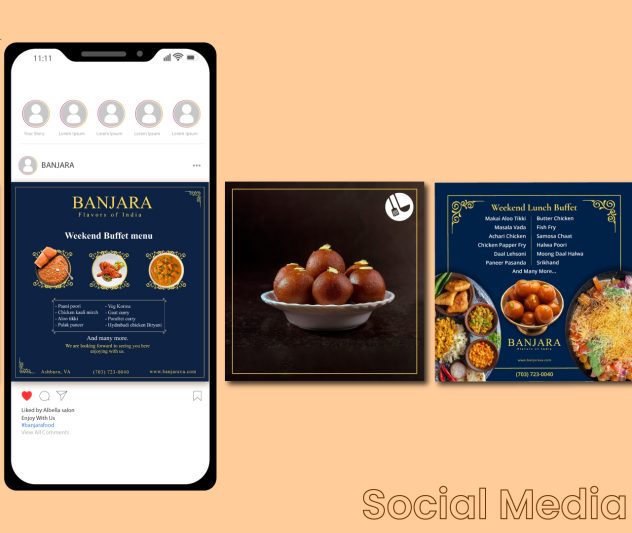 11:11
Your Story
Lorem Ipsum
Lorem Ipsum
Lorem Ipsum
Lorem Ipsum
BANJARA
BANJARA
Flavors of India
Weekend Buffet menu
- Paani poori
- Chicken kaali mirch
- Aloo tikki
- Palak paneer
- Veg Korma
- Goat curry
- Pomfret curry
- Hydrabadi chicken Biryani
And many more.
We are looking forward to seeing you here
enjoying with us.
Ashburn, VA
(703) 723-0040
www.banjarava.com
Liked by Albella salon
Enjoy With Us
#banjarafood
View All Comments
Weekend Lunch Buffet
Makai Aloo Tikki
Masala Vada
Achari Chicken
Chicken Papper Fry
Daal Lehsoni
Paneer Pasanda
Butter Chicken
Fish Fry
Samosa Chaat
Halwa Poori
Moong Daal Halwa
Srikhand
And Many More...
BANJARA
Flavors of India
www.banjarava.com
(703) 723-0040
Social Media